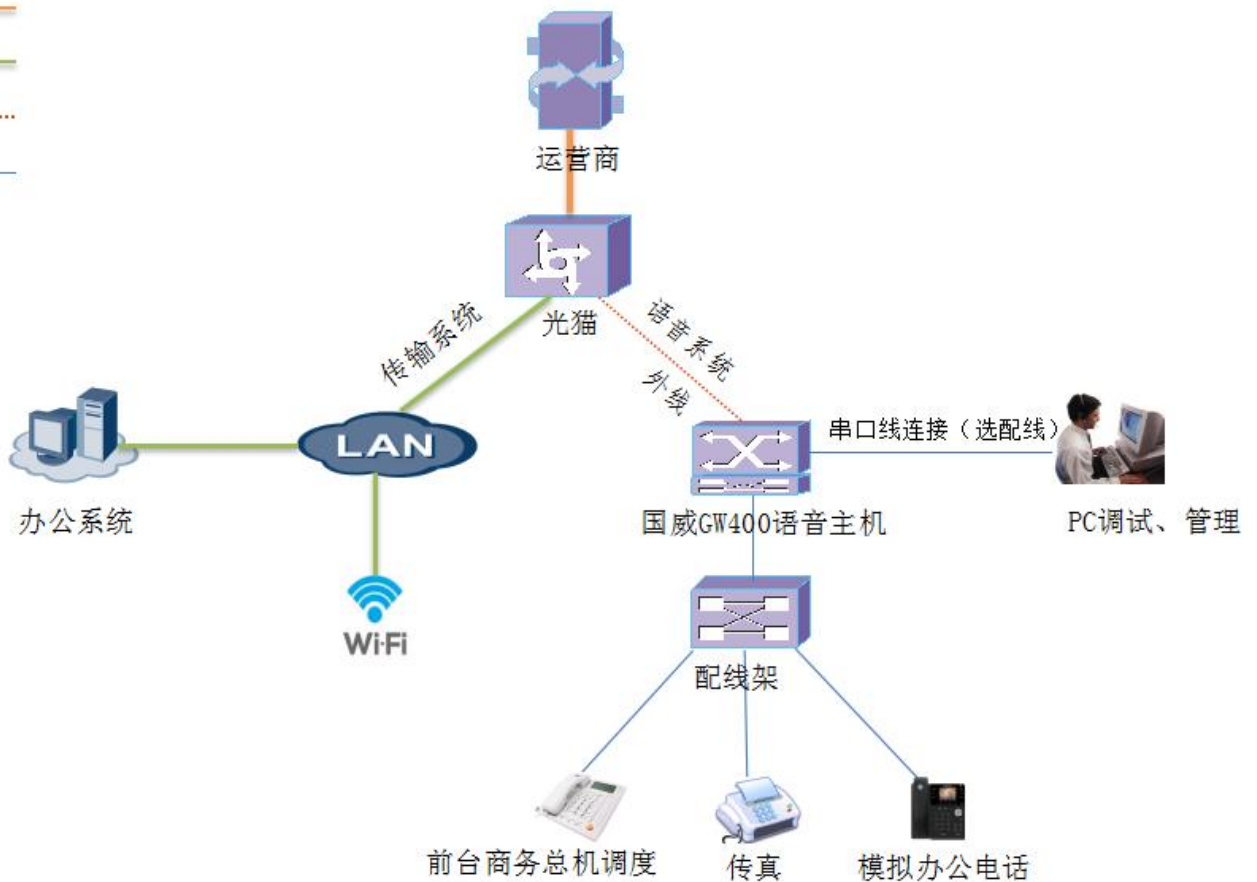 运营商
光猫
传输系统
语音系统
外线
LAN
串口线连接（选配线）
办公系统
国威GW400语音主机
PC调试、管理
Wi-Fi
配线架
前台商务总机调度
传真
模拟办公电话